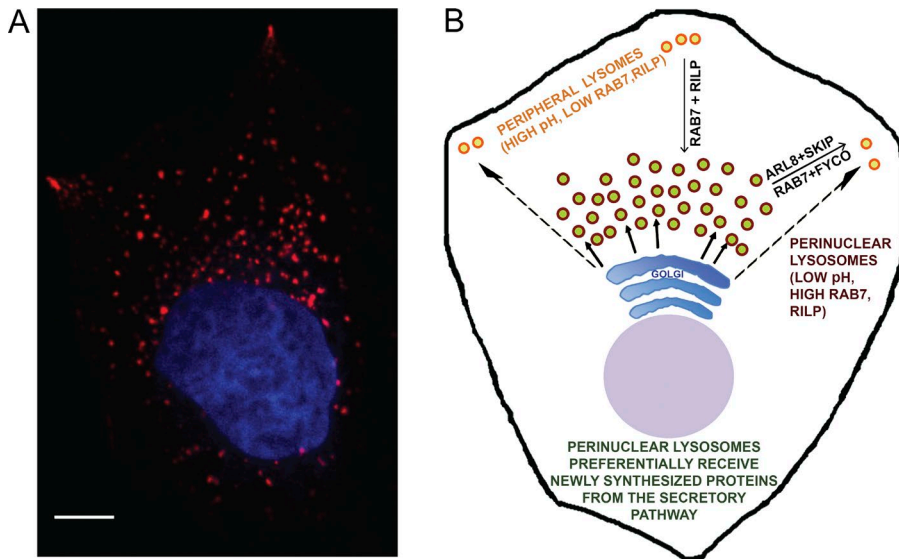 A
B
PERIPHERAL LYSOMES
(HIGH pH, LOW RAB7,RILP)
RAB7 + RILP
ARL8+SKIP
RAB7+FYCO
GOLGI
PERINUCLEAR
LYSOSOMES
(LOW pH,
HIGH RAB7,
RILP)
PERINUCLEAR LYSOSOMES
PREFERENTIALLY RECEIVE
NEWLY SYNTHESIZED PROTEINS
FROM THE SECRETORY
PATHWAY